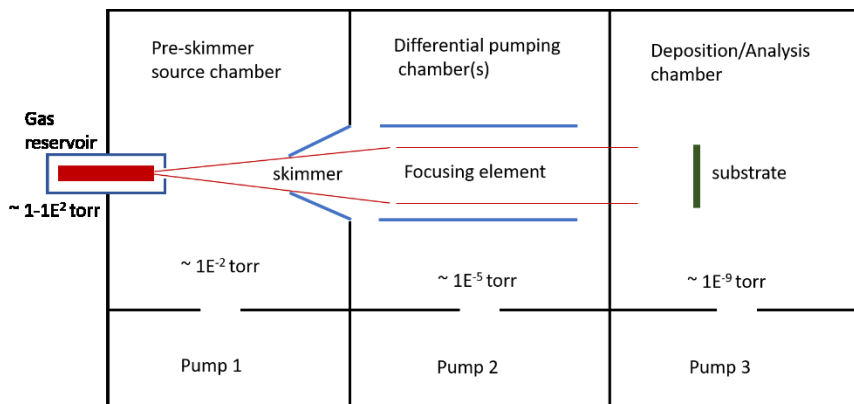 Pre-skimmer
source chamber
Differential pumping
chamber(s)
Deposition/Analysis
chamber
Gas
reservoir
skimmer
Focusing element
substrate
~ 1-1E² torr
~ 1E⁻² torr
~ 1E⁻⁵ torr
~ 1E⁻⁹ torr
Pump 1
Pump 2
Pump 3